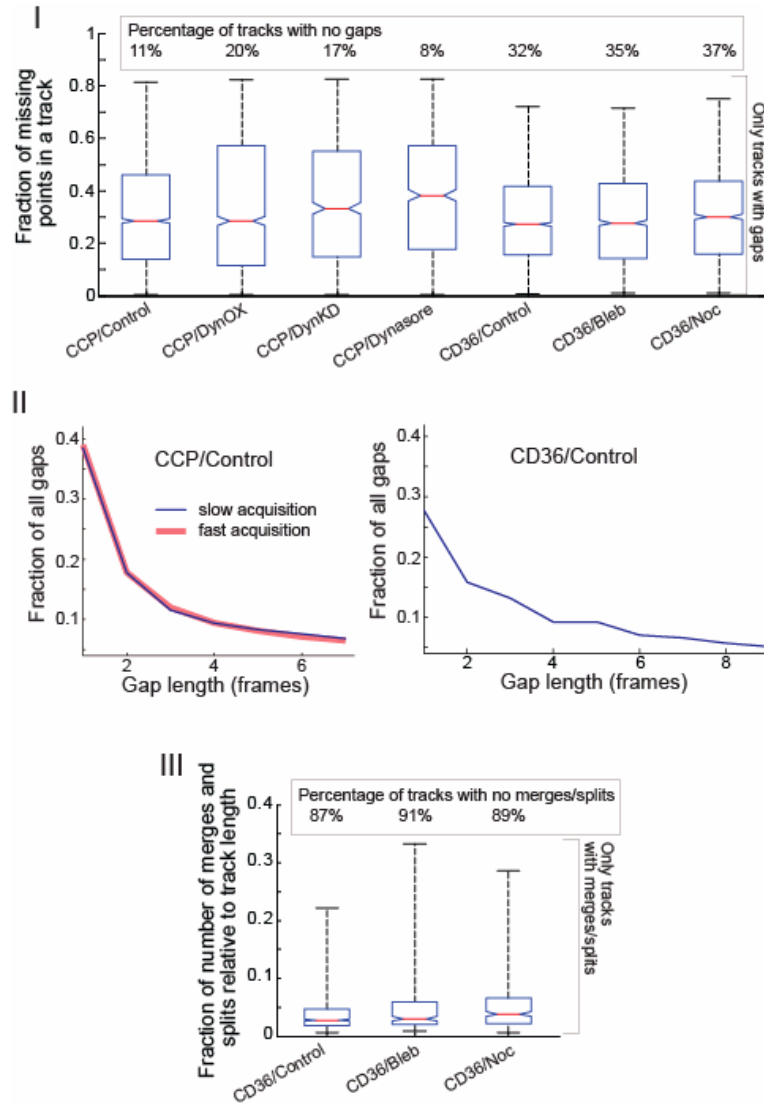 I
Percentage of tracks with no gaps
11% 20% 17% 8% 32% 35% 37%
Fraction of missing
points in a track
1
0.8
0.6
0.4
0.2
0
Only tracks with gaps
CCP/Control
CCP/DynOX
CCP/DynKD
CCP/Dynasore
CD36/Control
CD36/Bleb
CD36/Noc
II
Fraction of all gaps
0.4
0.3
0.2
0.1
CCP/Control
slow acquisition
fast acquisition
2 4 6
Gap length (frames)
Fraction of all gaps
0.4
0.3
0.2
0.1
CD36/Control
2 4 6 8
Gap length (frames)
III
Percentage of tracks with no merges/splits
87% 91% 89%
Fraction of number of merges and
splits relative to track length
0.4
0.3
0.2
0.1
0
Only tracks
with merges/splits
CD36/Control
CD36/Bleb
CD36/Noc